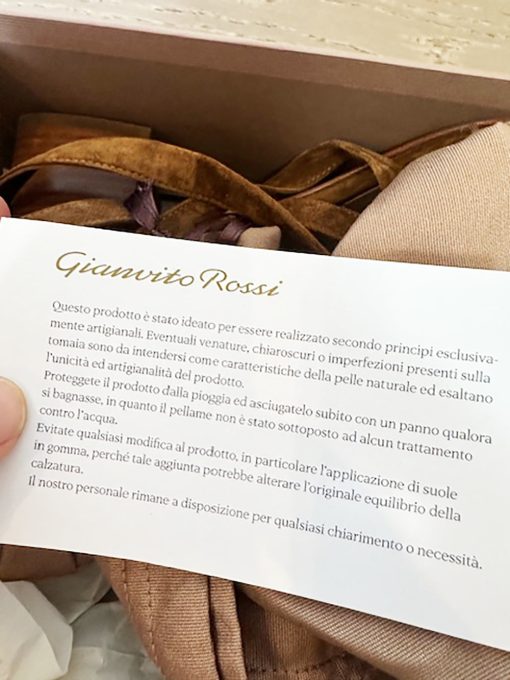 Gianvito Rossi
Questo prodotto è stato ideato per essere realizzato secondo principi esclusiva-
mente artigianali. Eventuali venature, chiaroscuri o imperfezioni presenti sulla
tomaia sono da intendersi come caratteristiche della pelle naturale ed esaltano
l'unicità ed artigianalità del prodotto.
Proteggete il prodotto dalla pioggia ed asciugatelo subito con un panno qualora
si bagnasse, in quanto il pellame non è stato sottoposto ad alcun trattamento
contro l'acqua.
Evitate qualsiasi modifica al prodotto, in particolare l'applicazione di suole
in gomma, perché tale aggiunta potrebbe alterare l'originale equilibrio della
calzatura.
Il nostro personale rimane a disposizione per qualsiasi chiarimento o necessità.